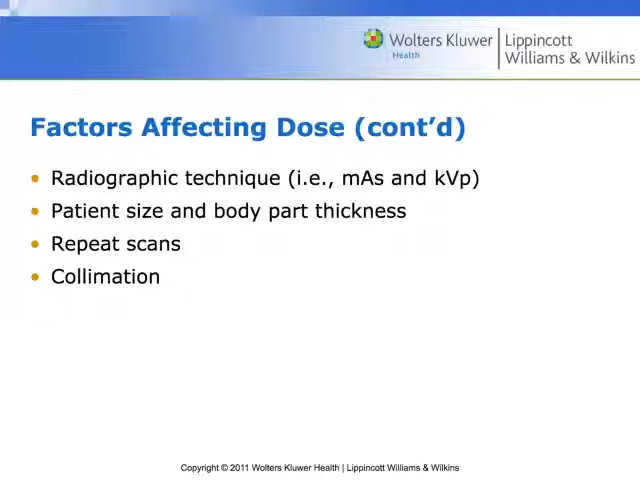 Wolters Kluwer
Health
Lippincott
Williams & Wilkins
Factors Affecting Dose (cont’d)
• Radiographic technique (i.e., mAs and kVp)
• Patient size and body part thickness
• Repeat scans
• Collimation
Copyright © 2011 Wolters Kluwer Health | Lippincott Williams & Wilkins